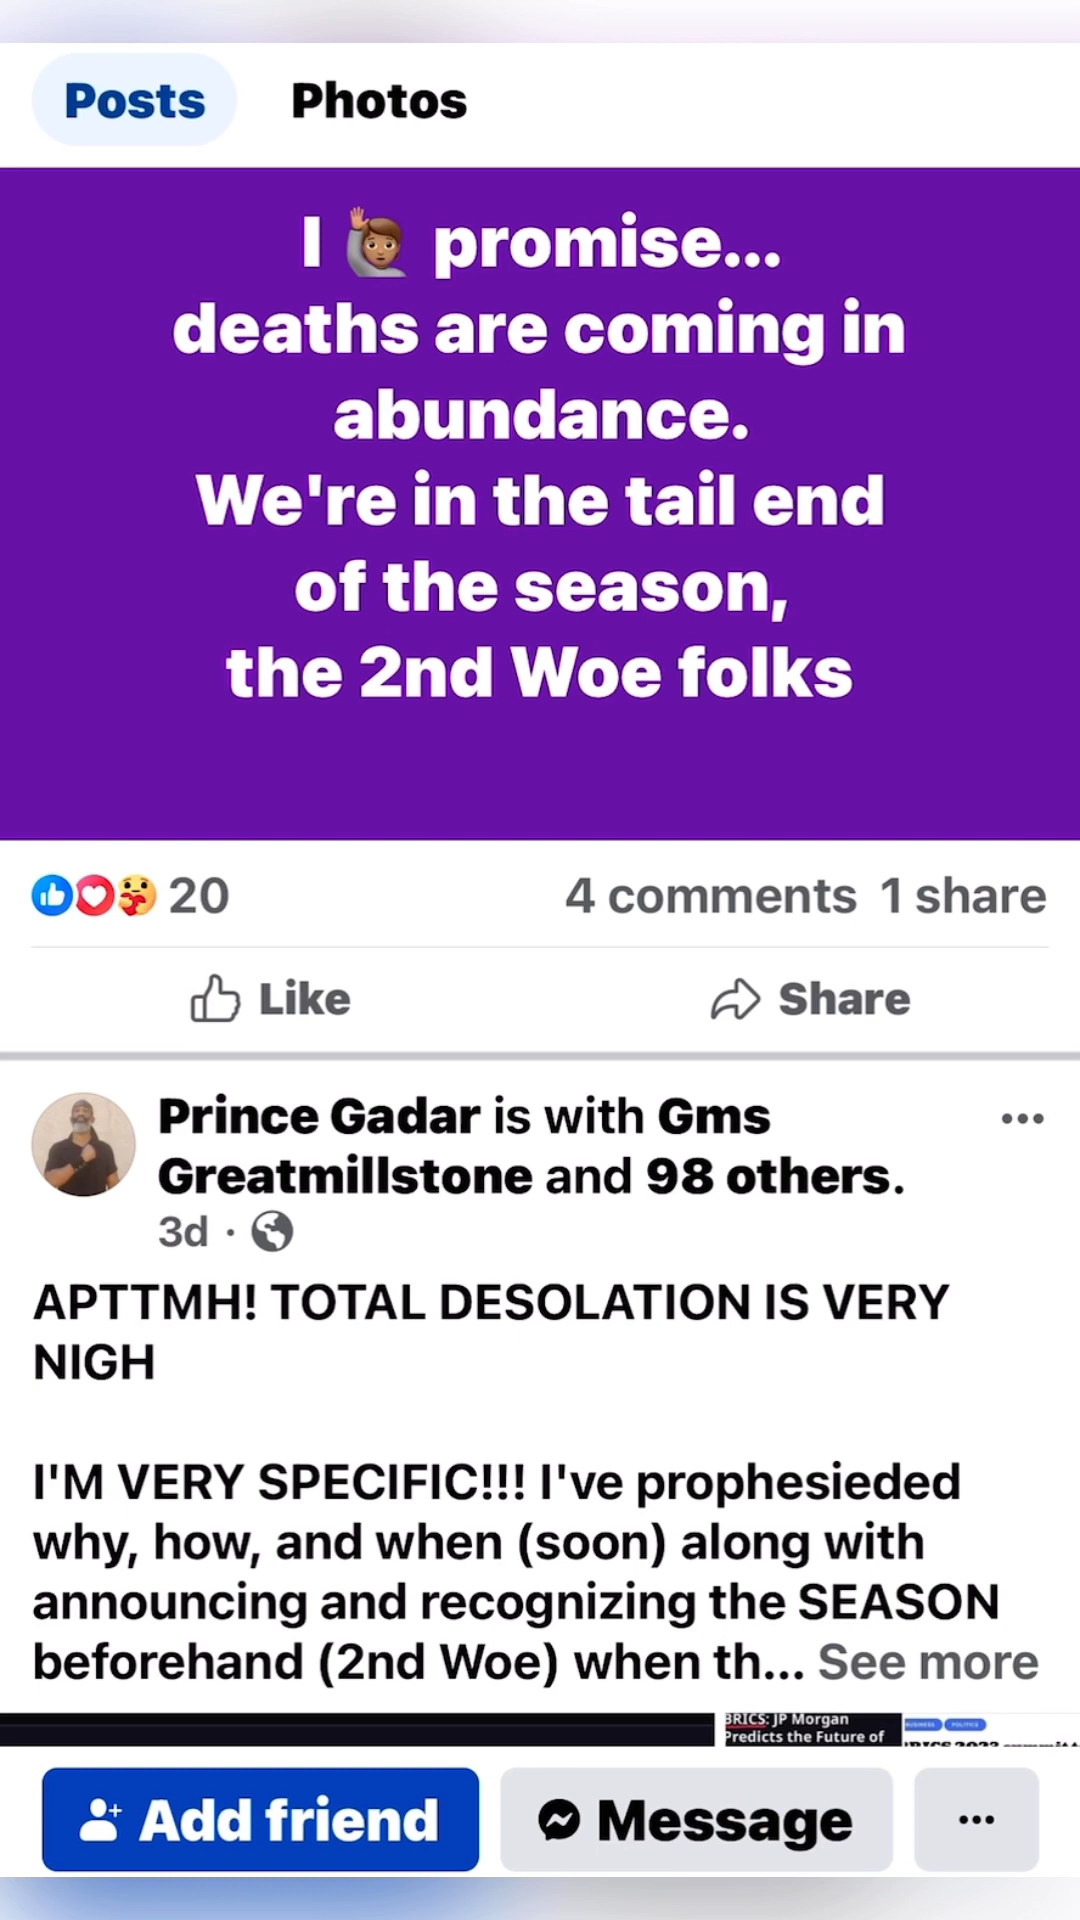 Posts Photos
I 🙋🏽 promise...
deaths are coming in
abundance.
We're in the tail end
of the season,
the 2nd Woe folks
20 4 comments 1 share
Like Share
Prince Gadar is with Gms
Greatmillstone and 98 others.
3d ·
APTTMH! TOTAL DESOLATION IS VERY
NIGH
I'M VERY SPECIFIC!!! I've prophesieded
why, how, and when (soon) along with
announcing and recognizing the SEASON
beforehand (2nd Woe) when th... See more
BRICS: JP Morgan
Predicts the Future of
BUSINESS POLITICS
Add friend Message